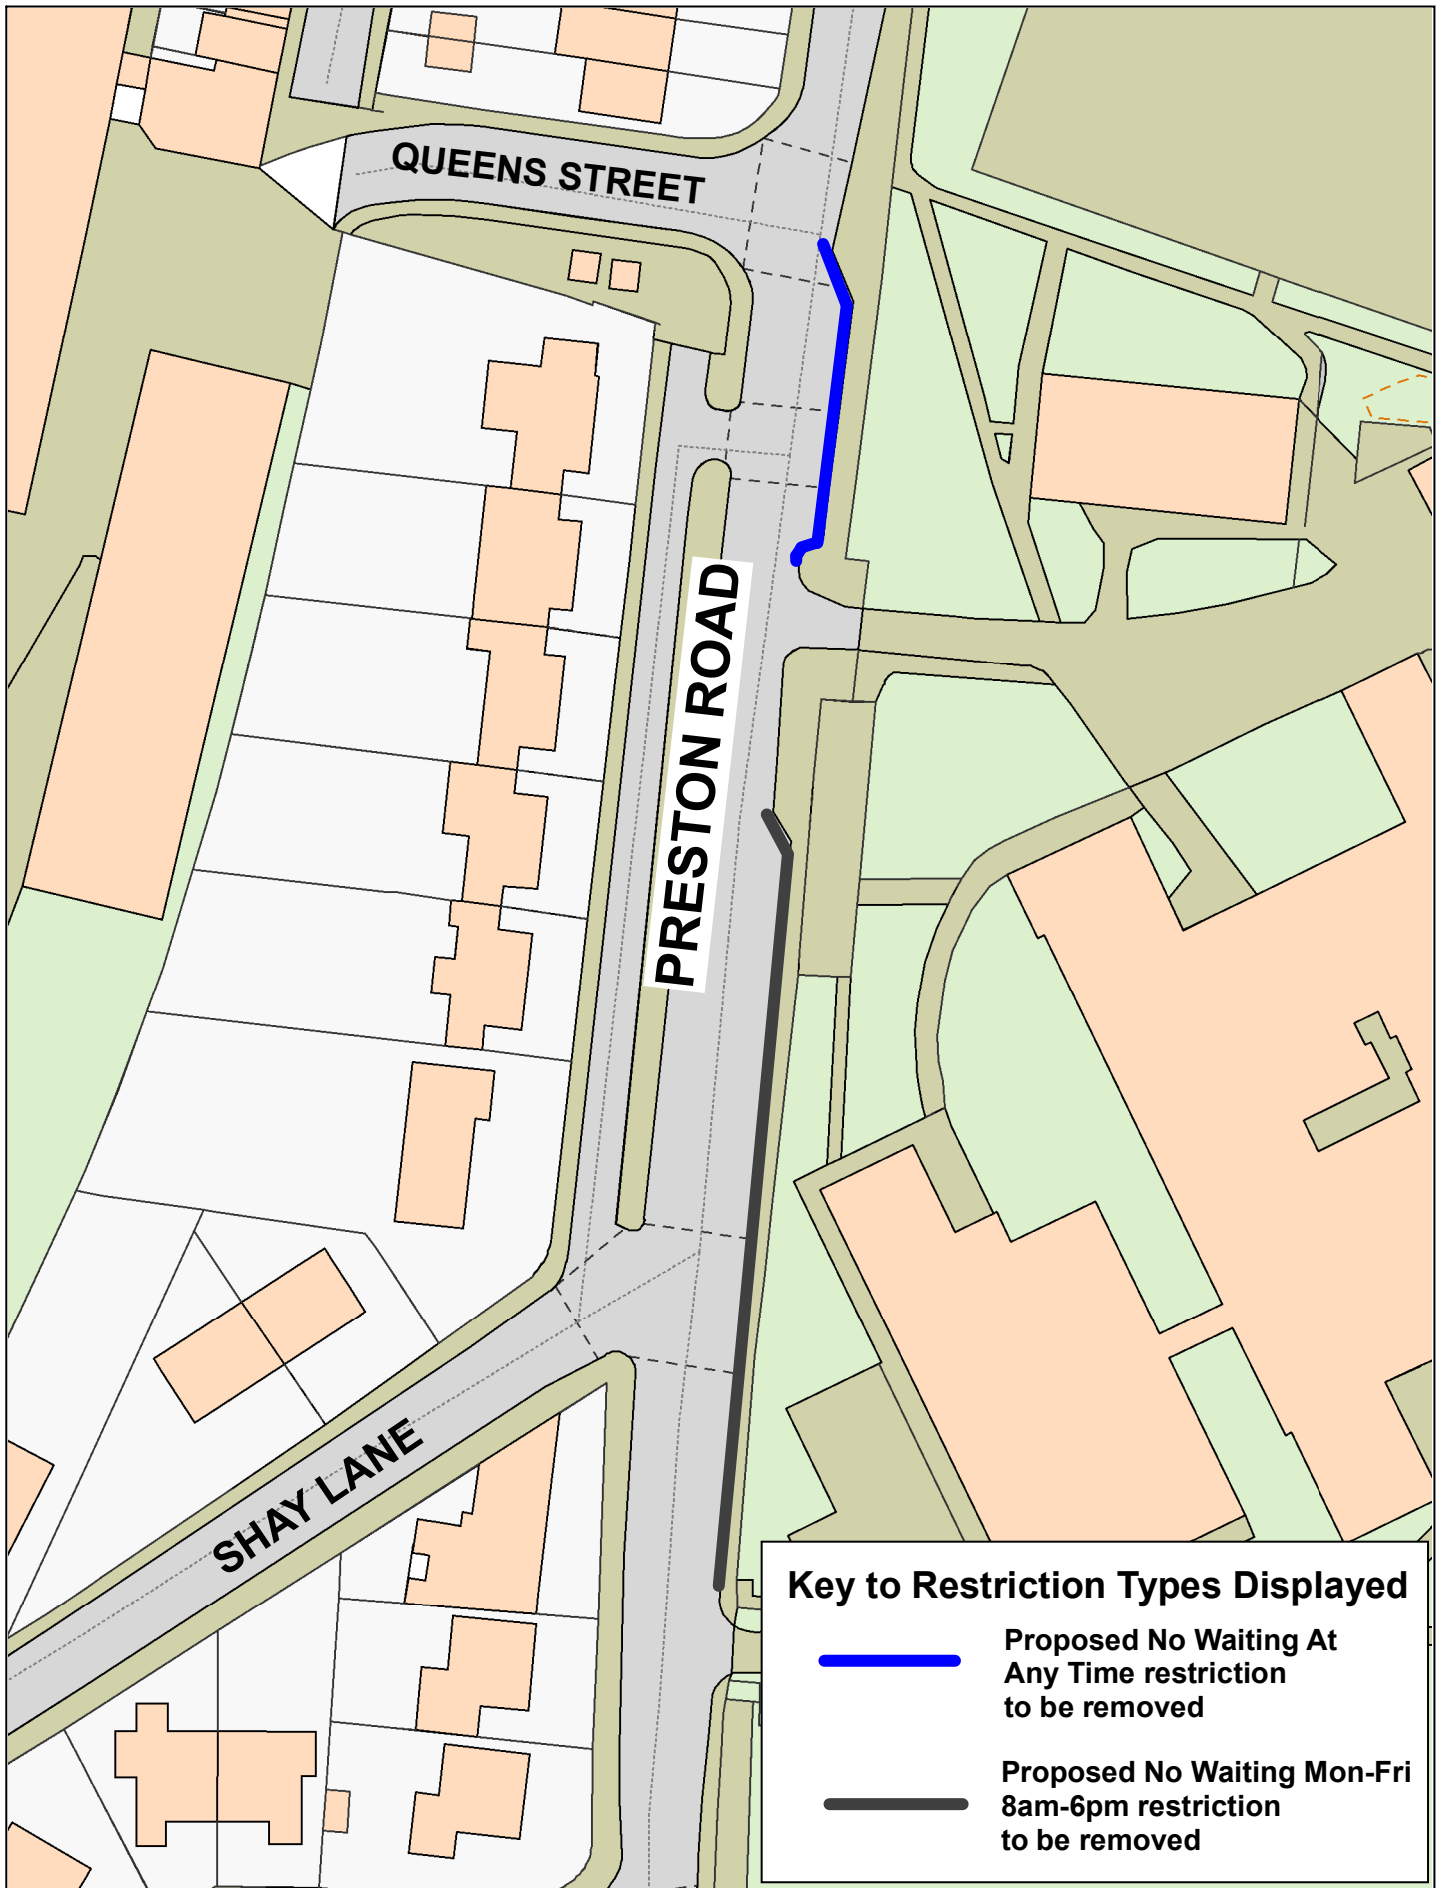 QUEENS STREET
PRESTON ROAD
SHAY LANE
Key to Restriction Types Displayed
Proposed No Waiting At
Any Time restriction
to be removed
Proposed No Waiting Mon-Fri
8am-6pm restriction
to be removed